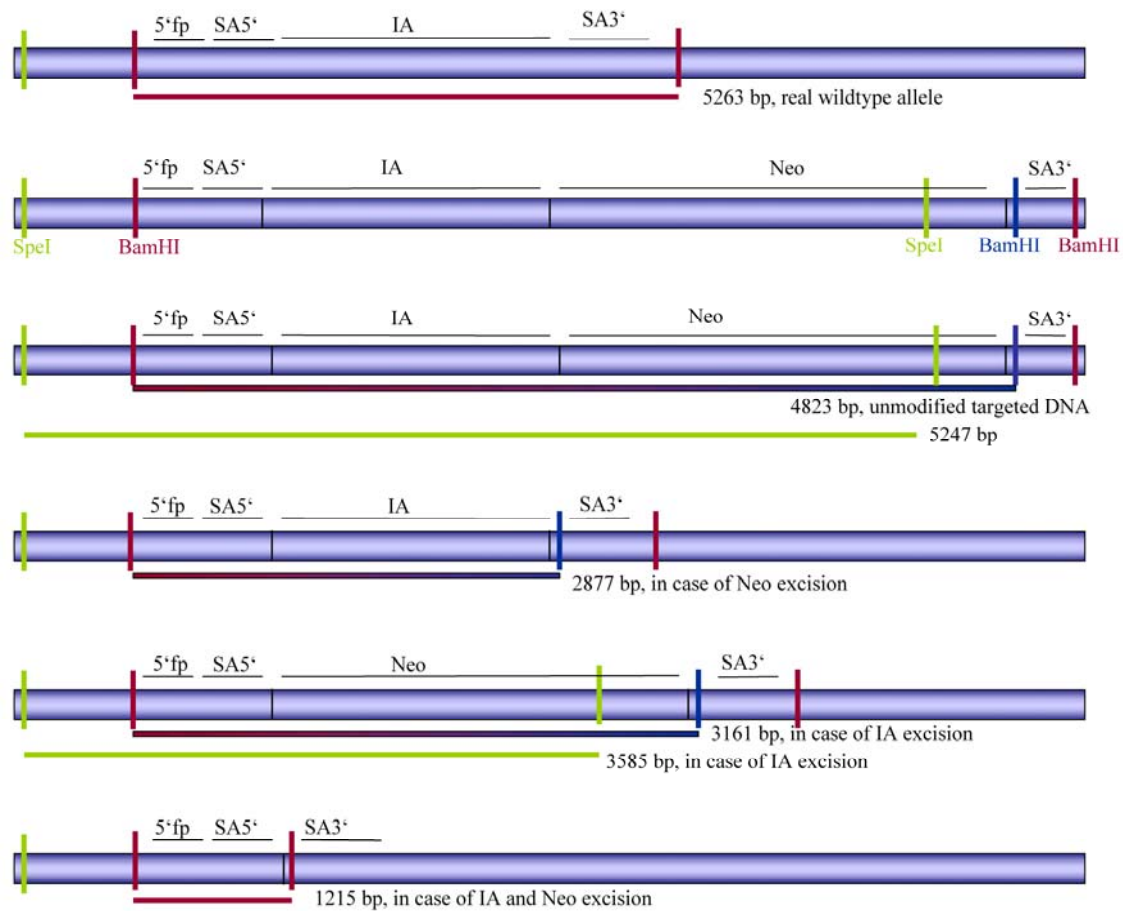 5‘fp SA5‘ IA SA3‘
5263 bp, real wildtype allele
5‘fp SA5‘ IA Neo SA3‘
SpeI BamHI SpeI BamHI BamHI
5‘fp SA5‘ IA Neo SA3‘
4823 bp, unmodified targeted DNA
5247 bp
5‘fp SA5‘ IA SA3‘
2877 bp, in case of Neo excision
5‘fp SA5‘ Neo SA3‘
3161 bp, in case of IA excision
3585 bp, in case of IA excision
5‘fp SA5‘ SA3‘
1215 bp, in case of IA and Neo excision